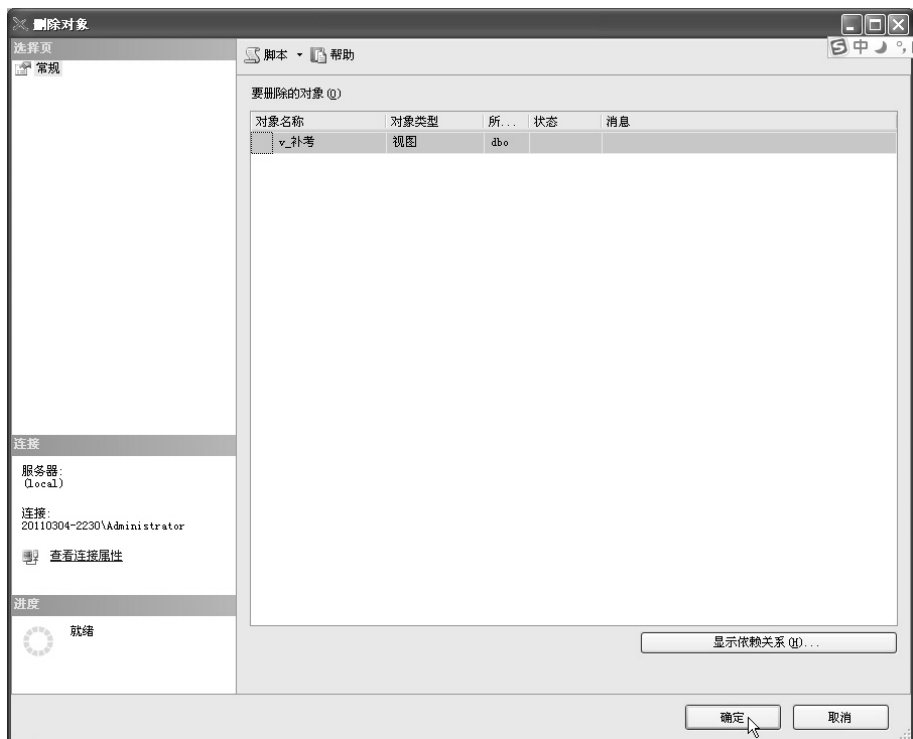 删除对象
选择页
常规
脚本 帮助
中
要删除的对象(Q)
对象名称 对象类型 所... 状态 消息
v_补考 视图 dbo
连接
服务器:
(local)
连接:
20110304-2230\Administrator
查看连接属性
进度
就绪
显示依赖关系(H)...
确定 取消